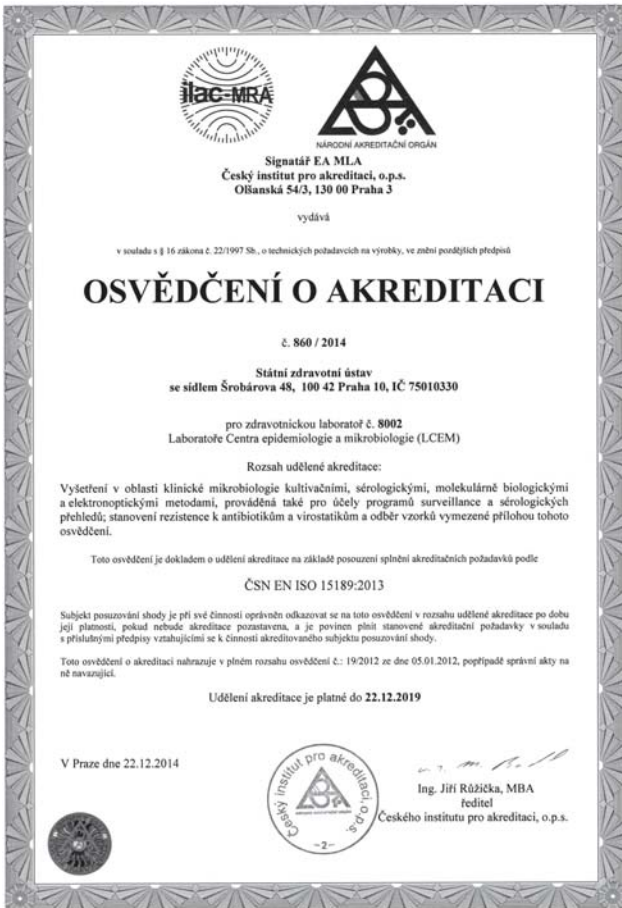 ilac-MRA
NÁRODNÍ AKREDITAČNÍ ORGÁN
Signatář EA MLA
Český institut pro akreditaci, o.p.s.
Olšanská 54/3, 130 00 Praha 3
vydává
v souladu s § 16 zákona č. 22/1997 Sb., o technických požadavcích na výrobky, ve znění pozdějších předpisů
OSVĚDČENÍ O AKREDITACI
č. 860 / 2014
Státní zdravotní ústav
se sídlem Šrobárova 48, 100 42 Praha 10, IČ 75010330
pro zdravotnickou laboratoř č. 8002
Laboratoře Centra epidemiologie a mikrobiologie (LCEM)
Rozsah udělené akreditace:
Vyšetření v oblasti klinické mikrobiologie kultivačními, sérologickými, molekulárně biologickými
a elektronoptickými metodami, prováděná také pro účely programů surveillance a sérologických
přehledů; stanovení rezistence k antibiotikům a virostatikům a odběr vzorků vymezené přílohou tohoto
osvědčení.
Toto osvědčení je dokladem o udělení akreditace na základě posouzení splnění akreditačních požadavků podle
ČSN EN ISO 15189:2013
Subjekt posuzování shody je při své činnosti oprávněn odkazovat se na toto osvědčení v rozsahu udělené akreditace po dobu
její platnosti, pokud nebude akreditace pozastavena, a je povinen plnit stanovené akreditační požadavky v souladu
s příslušnými předpisy vztahujícími se k činnosti akreditovaného subjektu posuzování shody.
Toto osvědčení o akreditaci nahrazuje v plném rozsahu osvědčení č.: 19/2012 ze dne 05.01.2012, popřípadě správní akty na
ně navazující.
Udělení akreditace je platné do 22.12.2019
V Praze dne 22.12.2014
Český institut pro akreditaci, o.p.s.
-2-
Ing. Jiří Růžička, MBA
ředitel
Českého institutu pro akreditaci, o.p.s.